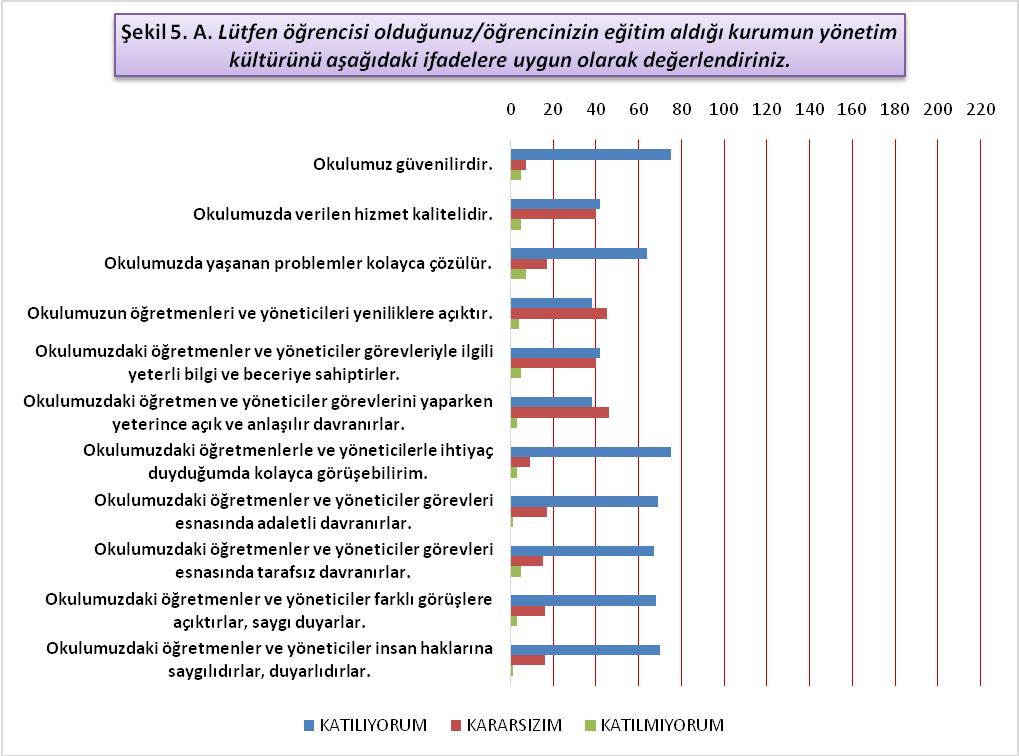 Şekil 5. A. Lütfen öğrencisi olduğunuz/öğrencinizin eğitim aldığı kurumun yönetim
kültürünü aşağıdaki ifadelere uygun olarak değerlendiriniz.
0 20 40 60 80 100 120 140 160 180 200 220
Okulumuz güvenilirdir.
Okulumuzda verilen hizmet kalitelidir.
Okulumuzda yaşanan problemler kolayca çözülür.
Okulumuzun öğretmenleri ve yöneticileri yeniliklere açıktır.
Okulumuzdaki öğretmenler ve yöneticiler görevleriyle ilgili
yeterli bilgi ve beceriye sahiptirler.
Okulumuzdaki öğretmen ve yöneticiler görevlerini yaparken
yeterince açık ve anlaşılır davranırlar.
Okulumuzdaki öğretmenlerle ve yöneticilerle ihtiyaç
duyduğumda kolayca görüşebilirim.
Okulumuzdaki öğretmenler ve yöneticiler görevleri
esnasında adaletli davranırlar.
Okulumuzdaki öğretmenler ve yöneticiler görevleri
esnasında tarafsız davranırlar.
Okulumuzdaki öğretmenler ve yöneticiler farklı görüşlere
açıktırlar, saygı duyarlar.
Okulumuzdaki öğretmenler ve yöneticiler insan haklarına
saygılıdırlar, duyarlıdırlar.
KATILIYORUM KARARSIZIM KATILMIYORUM